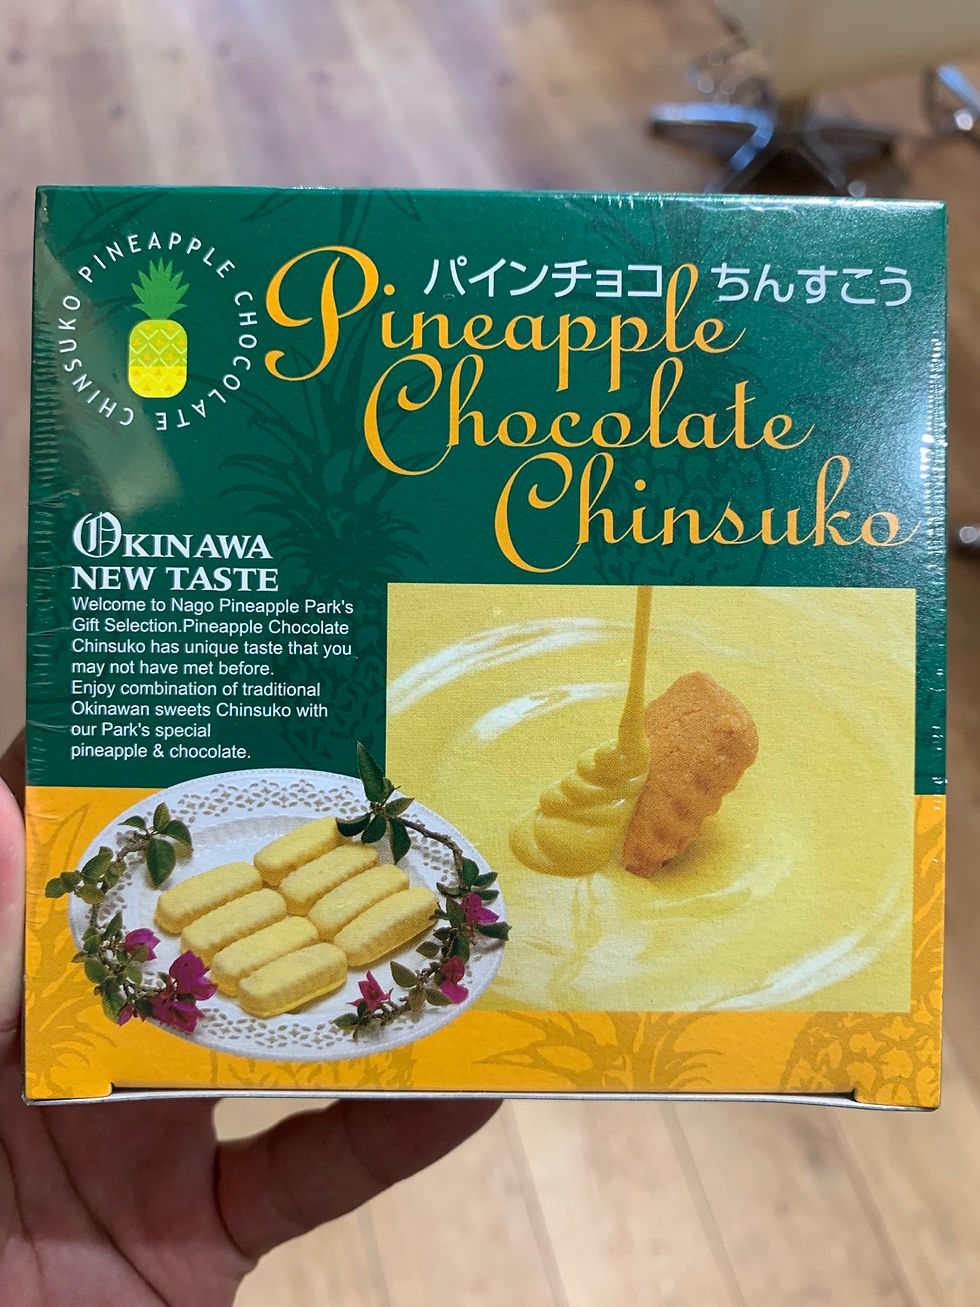 PINEAPPLE CHOCOLATE CHINSUKO
パインチョコ ちんすこう
Pineapple
Chocolate
Chinsuko
OKINAWA
NEW TASTE
Welcome to Nago Pineapple Park's
Gift Selection.Pineapple Chocolate
Chinsuko has unique taste that you
may not have met before.
Enjoy combination of traditional
Okinawan sweets Chinsuko with
our Park's special
pineapple & chocolate.